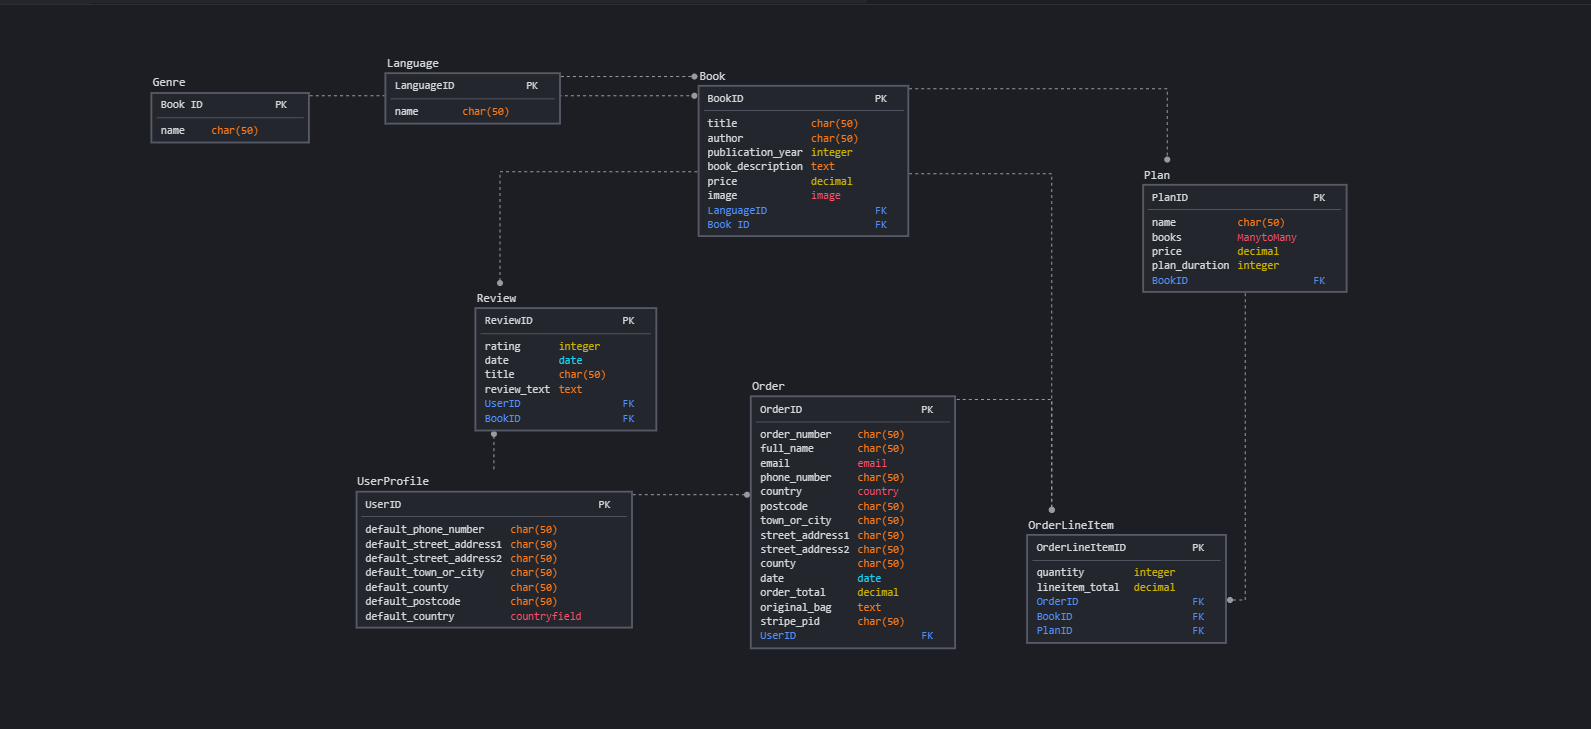 Genre
Book ID PK
name char(50)
Language
LanguageID PK
name char(50)
Book
BookID PK
title char(50)
author char(50)
publication_year integer
book_description text
price decimal
image image
LanguageID FK
Book ID FK
Plan
PlanID PK
name char(50)
books ManytoMany
price decimal
plan_duration integer
BookID FK
Review
ReviewID PK
rating integer
date date
title char(50)
review_text text
UserID FK
BookID FK
Order
OrderID PK
order_number char(50)
full_name char(50)
email email
phone_number char(50)
country country
postcode char(50)
town_or_city char(50)
street_address1 char(50)
street_address2 char(50)
county char(50)
date date
order_total decimal
original_bag text
stripe_pid char(50)
UserID FK
UserProfile
UserID PK
default_phone_number char(50)
default_street_address1 char(50)
default_street_address2 char(50)
default_town_or_city char(50)
default_county char(50)
default_postcode char(50)
default_country countryfield
OrderLineItem
OrderLineItemID PK
quantity integer
lineitem_total decimal
OrderID FK
BookID FK
PlanID FK